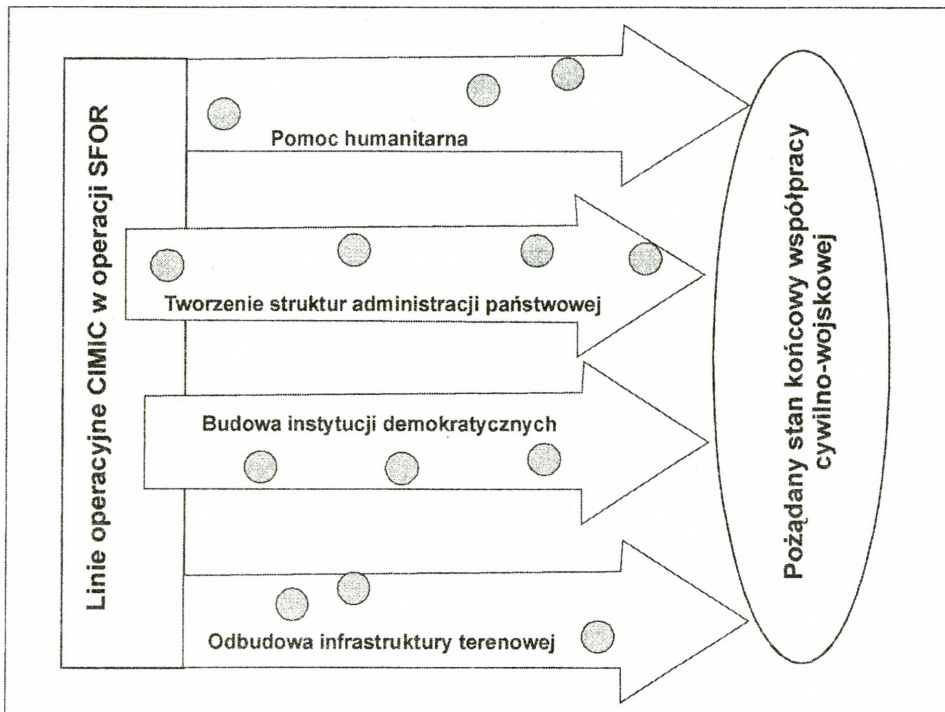 Linie operacyjne CIMIC w operacji SFOR
Pomoc humanitarna
Tworzenie struktur administracji państwowej
Budowa instytucji demokratycznych
Odbudowa infrastruktury terenowej
Pożądany stan końcowy współpracy
cywilno-wojskowej